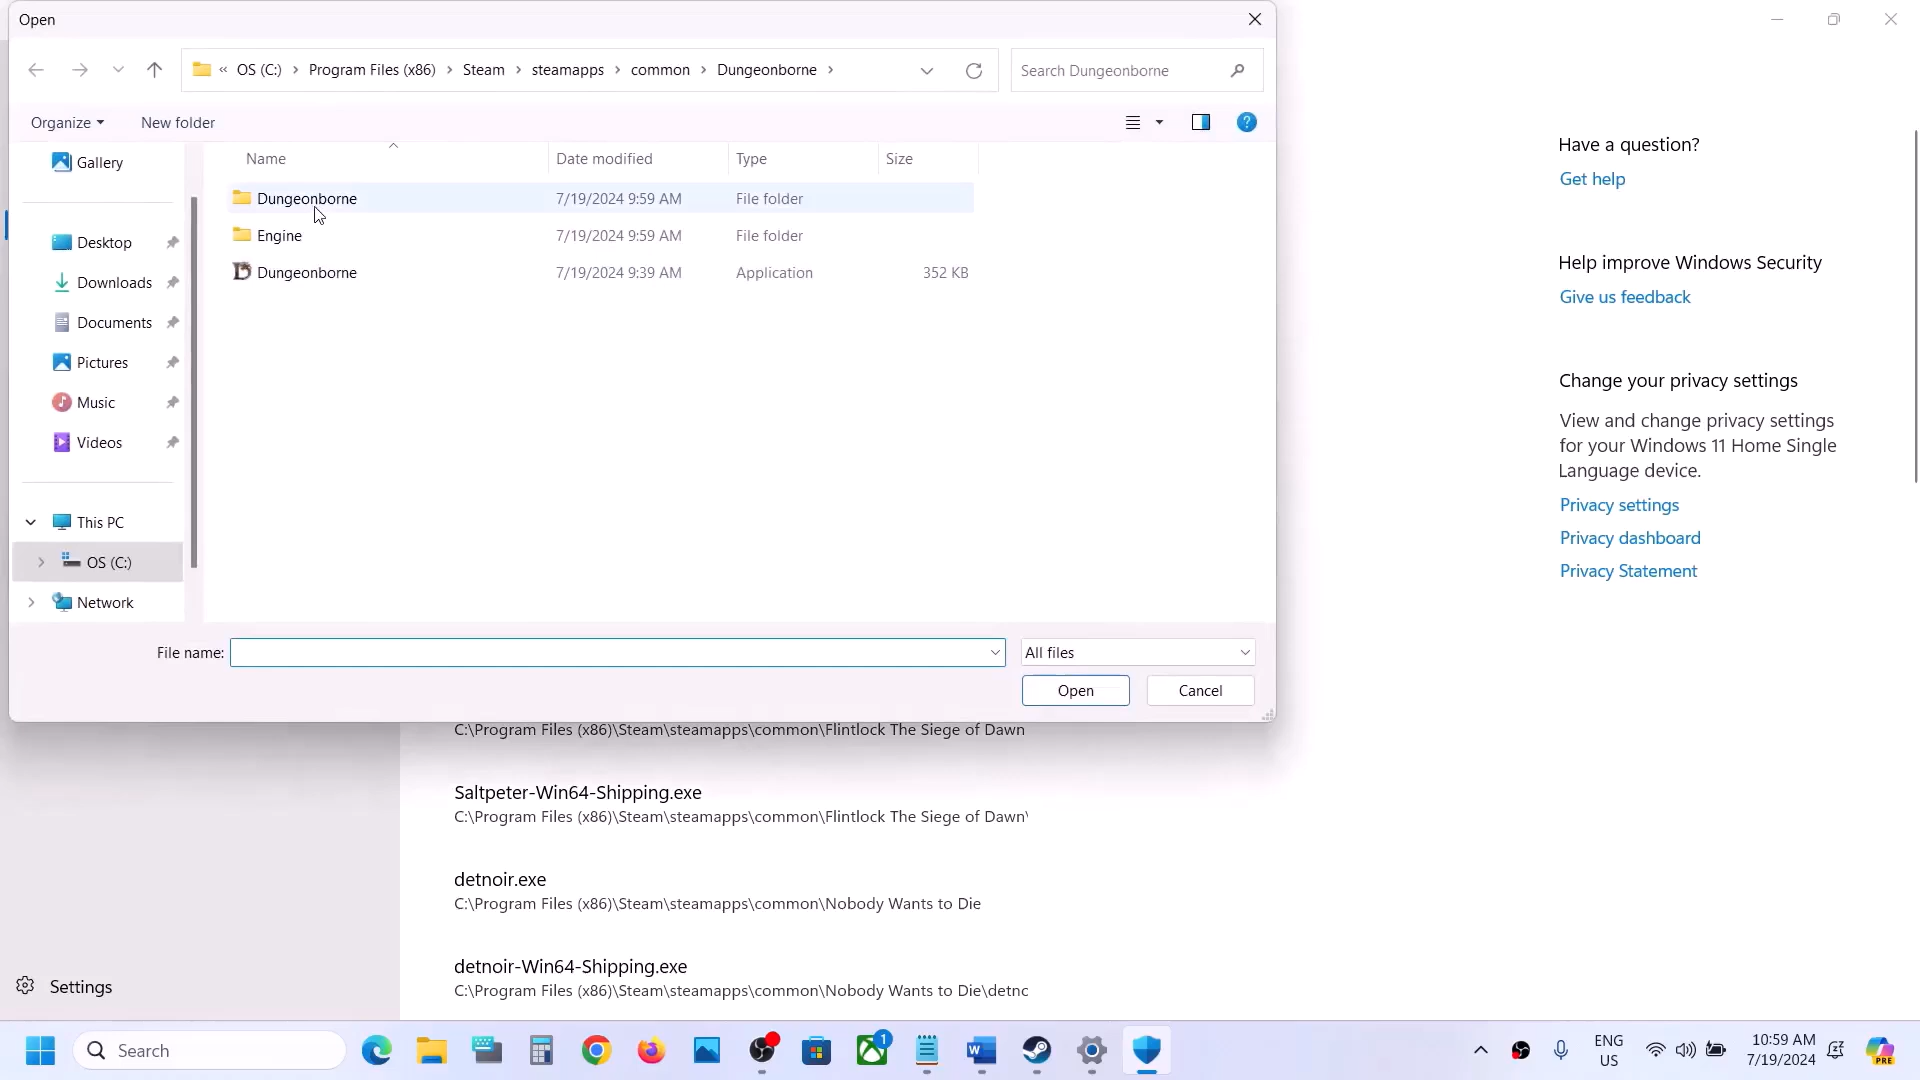 Open
« OS (C:) › Program Files (x86) › Steam › steamapps › common › Dungeonborne ›
Search Dungeonborne
Organize
New folder
Gallery
Desktop
Downloads
Documents
Pictures
Music
Videos
This PC
OS (C:)
Network
Name Date modified Type Size
Dungeonborne 7/19/2024 9:59 AM File folder
Engine 7/19/2024 9:59 AM File folder
Dungeonborne 7/19/2024 9:39 AM Application 352 KB
File name:
All files
Open
Cancel
Have a question?
Get help
Help improve Windows Security
Give us feedback
Change your privacy settings
View and change privacy settings
for your Windows 11 Home Single
Language device.
Privacy settings
Privacy dashboard
Privacy Statement
C:\Program Files (x86)\Steam\steamapps\common\Flintlock The Siege of Dawn
Saltpeter-Win64-Shipping.exe
C:\Program Files (x86)\Steam\steamapps\common\Flintlock The Siege of Dawn\
detnoir.exe
C:\Program Files (x86)\Steam\steamapps\common\Nobody Wants to Die
detnoir-Win64-Shipping.exe
C:\Program Files (x86)\Steam\steamapps\common\Nobody Wants to Die\detnc
Settings
Search
1
ENG
US
10:59 AM
7/19/2024
PRE